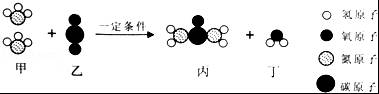 一定条件
甲 + 乙 丙 + 丁
氢原子
氧原子
氮原子
碳原子